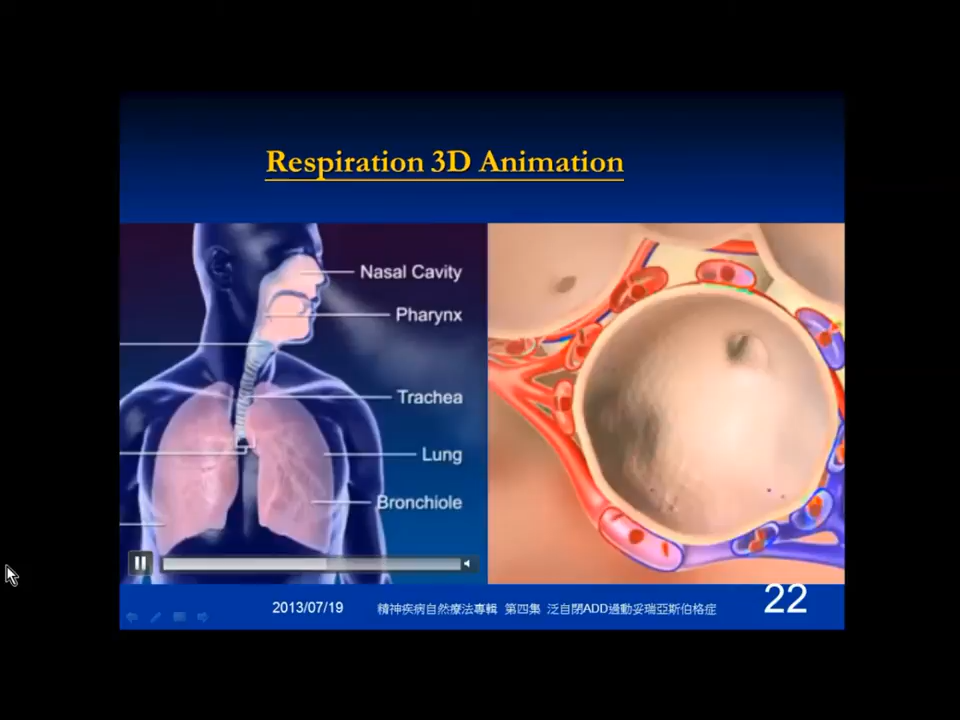 Respiration 3D Animation
Nasal Cavity
Pharynx
Trachea
Lung
Bronchiole
2013/07/19
精神疾病自然療法專輯 第四集 泛自閉ADD過動妥瑞亞斯伯格症
22